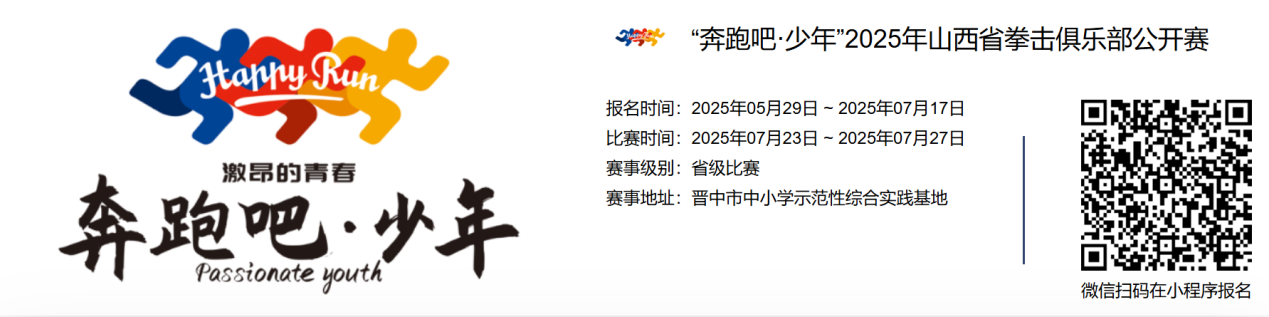 Happy Run
激昂的青春
奔跑吧·少年
Passionate youth
“奔跑吧·少年”2025年山西省拳击俱乐部公开赛
报名时间：2025年05月29日 ~ 2025年07月17日
比赛时间：2025年07月23日 ~ 2025年07月27日
赛事级别：省级比赛
赛事地址：晋中市中小学示范性综合实践基地
微信扫码在小程序报名